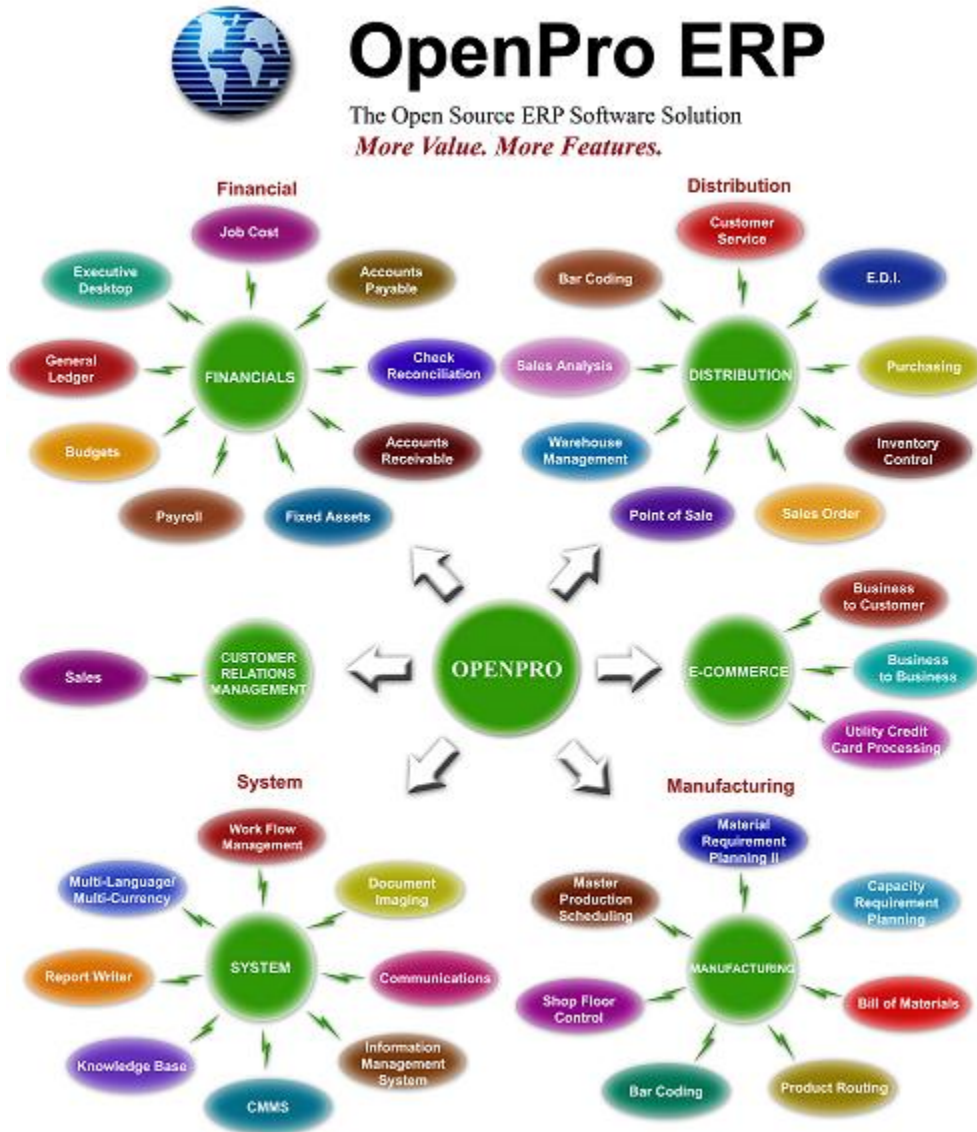 OpenPro ERP
The Open Source ERP Software Solution
More Value. More Features.
Financial
Job Cost
Executive
Desktop
Accounts
Payable
General
Ledger
FINANCIALS
Check
Reconciliation
Budgets
Accounts
Receivable
Payroll
Fixed Assets
Distribution
Customer
Service
Bar Coding
E.D.I.
Sales Analysis
DISTRIBUTION
Purchasing
Warehouse
Management
Inventory
Control
Point of Sale
Sales Order
Sales
CUSTOMER
RELATIONS
MANAGEMENT
OPENPRO
E-COMMERCE
Business
to Customer
Business
to Business
Utility Credit
Card Processing
System
Work Flow
Management
Multi-Language/
Multi-Currency
Document
Imaging
Report Writer
SYSTEM
Communications
Knowledge Base
Information
Management
System
CMMS
Manufacturing
Material
Requirement
Planning II
Master
Production
Scheduling
Capacity
Requirement
Planning
MANUFACTURING
Shop Floor
Control
Bill of Materials
Bar Coding
Product Routing